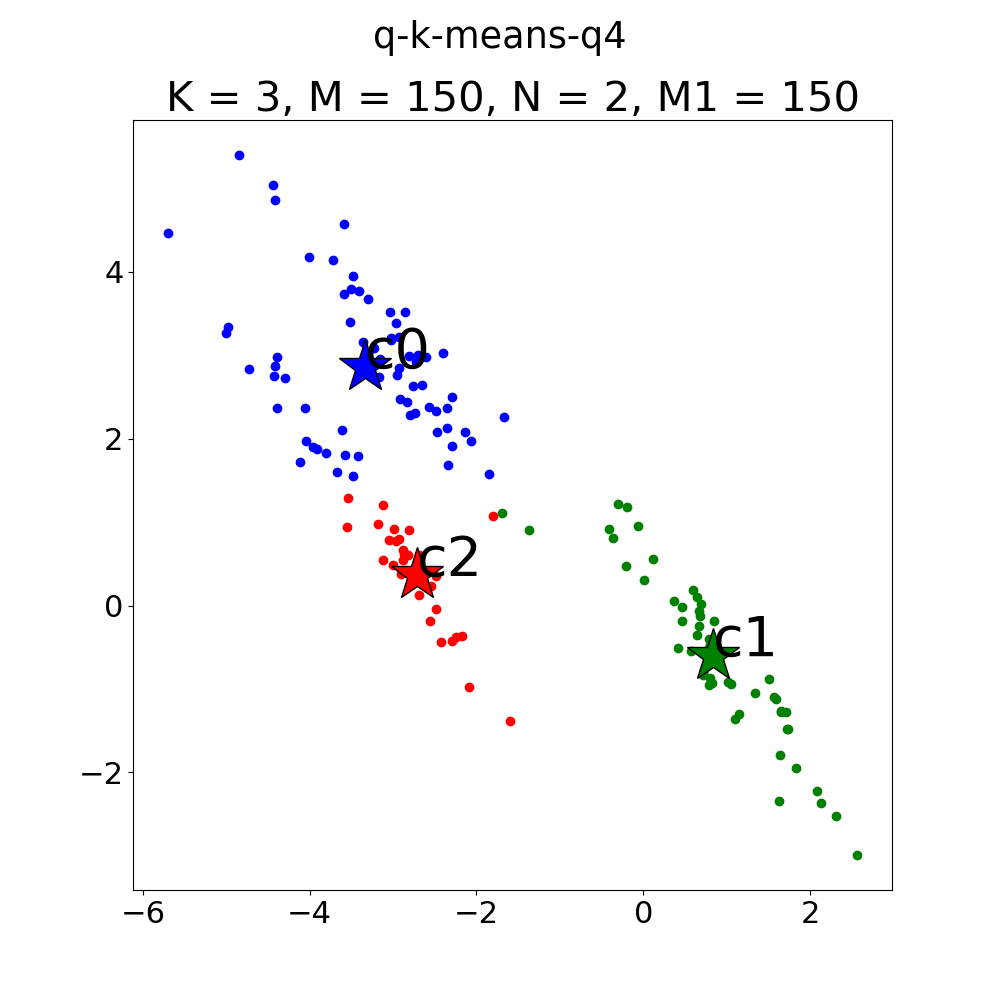 q-k-means-q4
K = 3, M = 150, N = 2, M1 = 150
4
2
0
−2
−6
−4
−2
0
2
c0
c2
c1